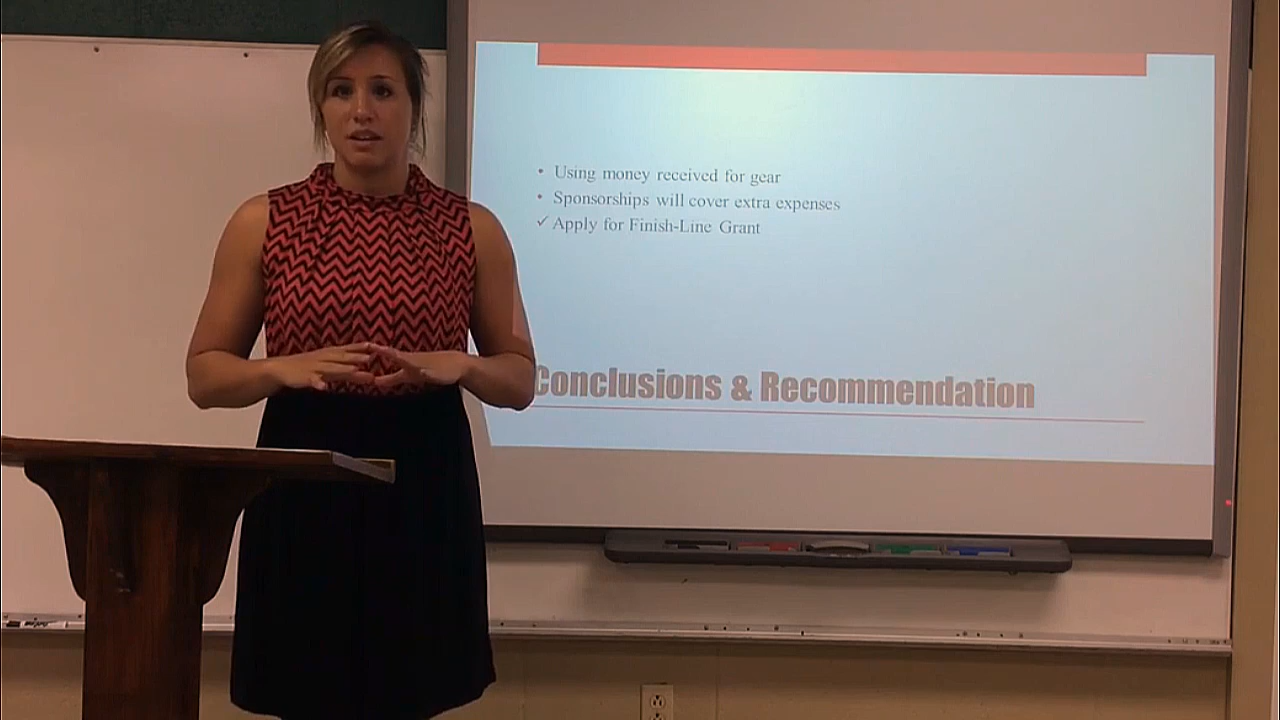 • Using money received for gear
• Sponsorships will cover extra expenses
✓ Apply for Finish-Line Grant
Conclusions & Recommendation